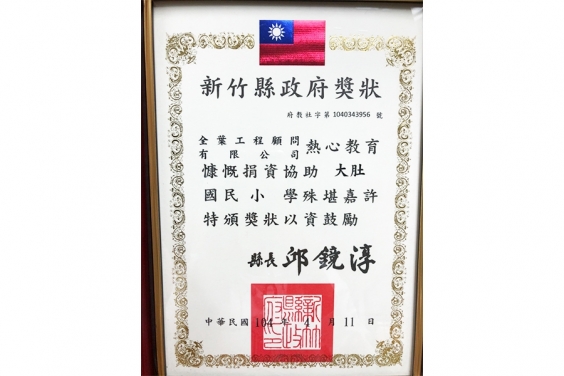 新竹縣政府獎狀
府教社字第1040343956 號
全葉工程顧問
有限公司 熱心教育
慷慨捐資協助 大肚
國民小 學殊堪嘉許
特頒獎狀以資鼓勵
縣長 邱鏡淳
中華民國 104 年 4 月 11 日